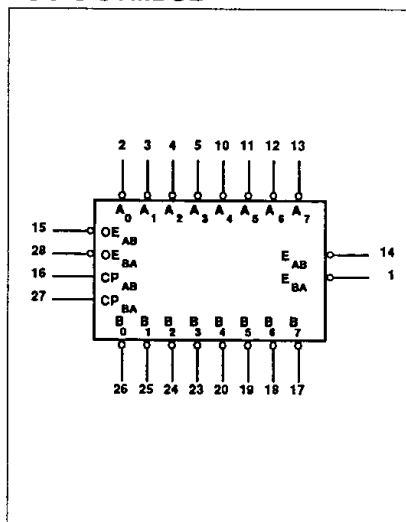 2 3 4 5 10 11 12 13
A0 A1 A2 A3 A4 A5 A6 A7
15 OEAB
28 OEBA
16 CPAB
27 CPBA
EAB 14
EBA 1
B0 B1 B2 B3 B4 B5 B6 B7
26 25 24 23 20 19 18 17